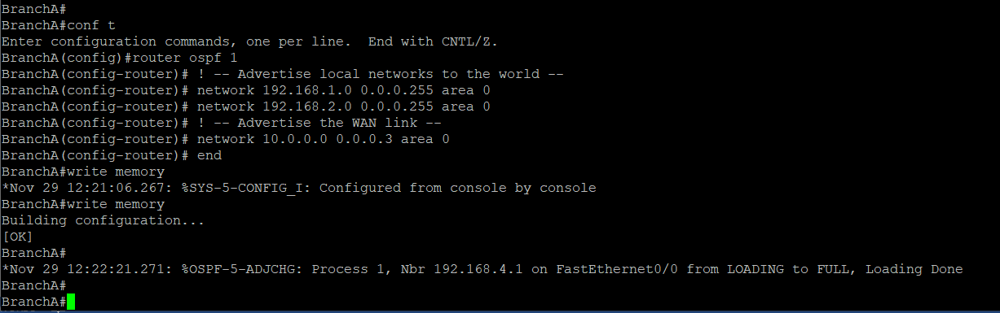 BranchA#
BranchA#conf t
Enter configuration commands, one per line.  End with CNTL/Z.
BranchA(config)#router ospf 1
BranchA(config-router)# ! -- Advertise local networks to the world --
BranchA(config-router)# network 192.168.1.0 0.0.0.255 area 0
BranchA(config-router)# network 192.168.2.0 0.0.0.255 area 0
BranchA(config-router)# ! -- Advertise the WAN link --
BranchA(config-router)# network 10.0.0.0 0.0.0.3 area 0
BranchA(config-router)# end
BranchA#write memory
*Nov 29 12:21:06.267: %SYS-5-CONFIG_I: Configured from console by console
BranchA#write memory
Building configuration...
[OK]
BranchA#
*Nov 29 12:22:21.271: %OSPF-5-ADJCHG: Process 1, Nbr 192.168.4.1 on FastEthernet0/0 from LOADING to FULL, Loading Done
BranchA#
BranchA#